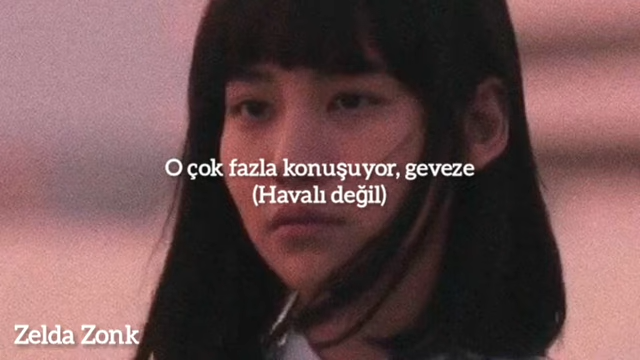 O çok fazla konuşuyor, geveze
(Havalı değil)
Zelda Zonk